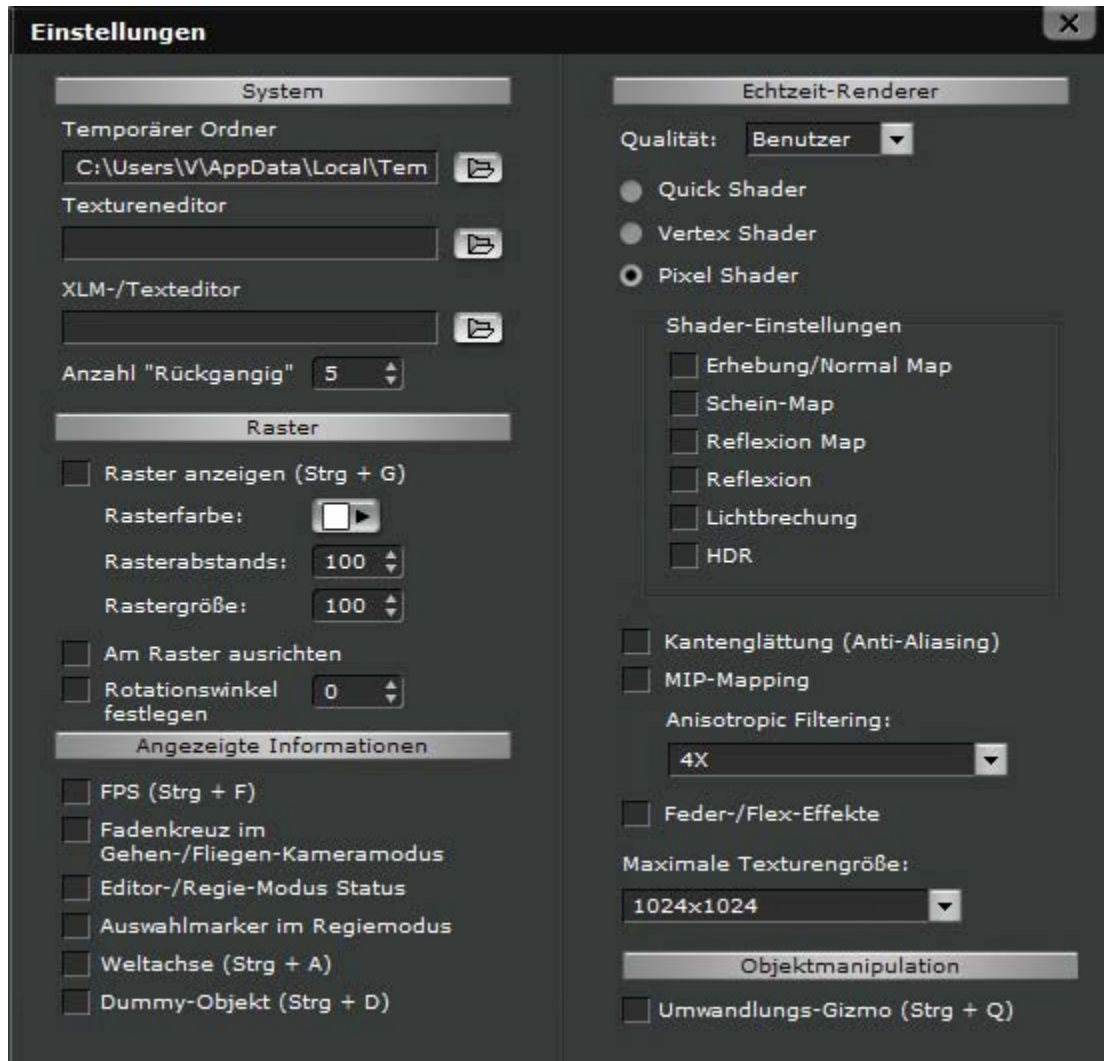 Einstellungen
System
Temporärer Ordner
C:\Users\V\AppData\Local\Tem
Textureneditor
XLM-/Texteditor
Anzahl "Rückgangig" 5
Raster
Raster anzeigen (Strg + G)
Rasterfarbe:
Rasterabstands: 100
Rastergröße: 100
Am Raster ausrichten
Rotationswinkel 0
festlegen
Angezeigte Informationen
FPS (Strg + F)
Fadenkreuz im
Gehen-/Fliegen-Kameramodus
Editor-/Regie-Modus Status
Auswahlmarker im Regiemodus
Weltachse (Strg + A)
Dummy-Objekt (Strg + D)
Echtzeit-Renderer
Qualität: Benutzer
Quick Shader
Vertex Shader
Pixel Shader
Shader-Einstellungen
Erhebung/Normal Map
Schein-Map
Reflexion Map
Reflexion
Lichtbrechung
HDR
Kantenglättung (Anti-Aliasing)
MIP-Mapping
Anisotropic Filtering:
4X
Feder-/Flex-Effekte
Maximale Texturengröße:
1024x1024
Objektmanipulation
Umwandlungs-Gizmo (Strg + Q)